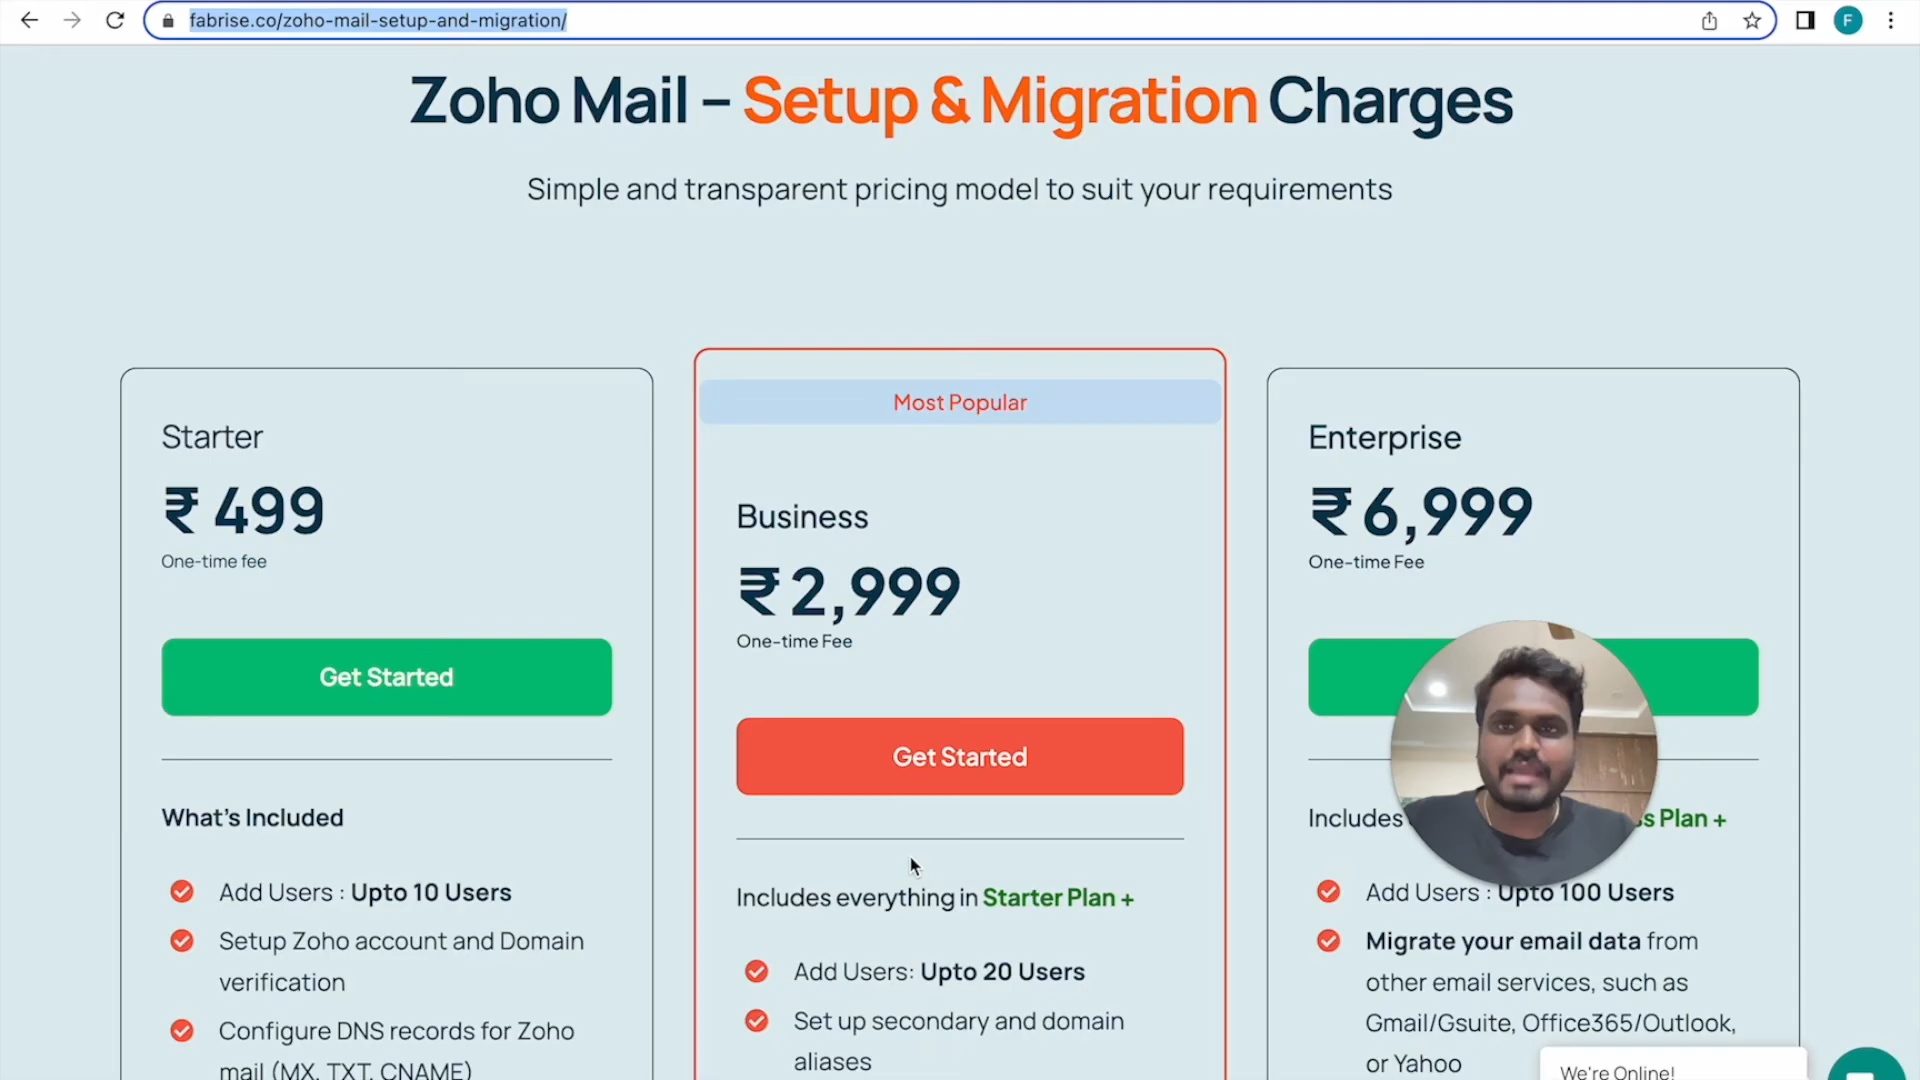 fabrise.co/zoho-mail-setup-and-migration/
F
Zoho Mail – Setup & Migration Charges
Simple and transparent pricing model to suit your requirements
Starter
₹ 499
One-time fee
Get Started
What's Included
Add Users : Upto 10 Users
Setup Zoho account and Domain
verification
Configure DNS records for Zoho
mail (MX, TXT, CNAME)
Most Popular
Business
₹ 2,999
One-time Fee
Get Started
Includes everything in Starter Plan +
Add Users: Upto 20 Users
Set up secondary and domain
aliases
Enterprise
₹ 6,999
One-time Fee
Includes s Plan +
Add Users : Upto 100 Users
Migrate your email data from
other email services, such as
Gmail/Gsuite, Office365/Outlook,
or Yahoo
We're Online!